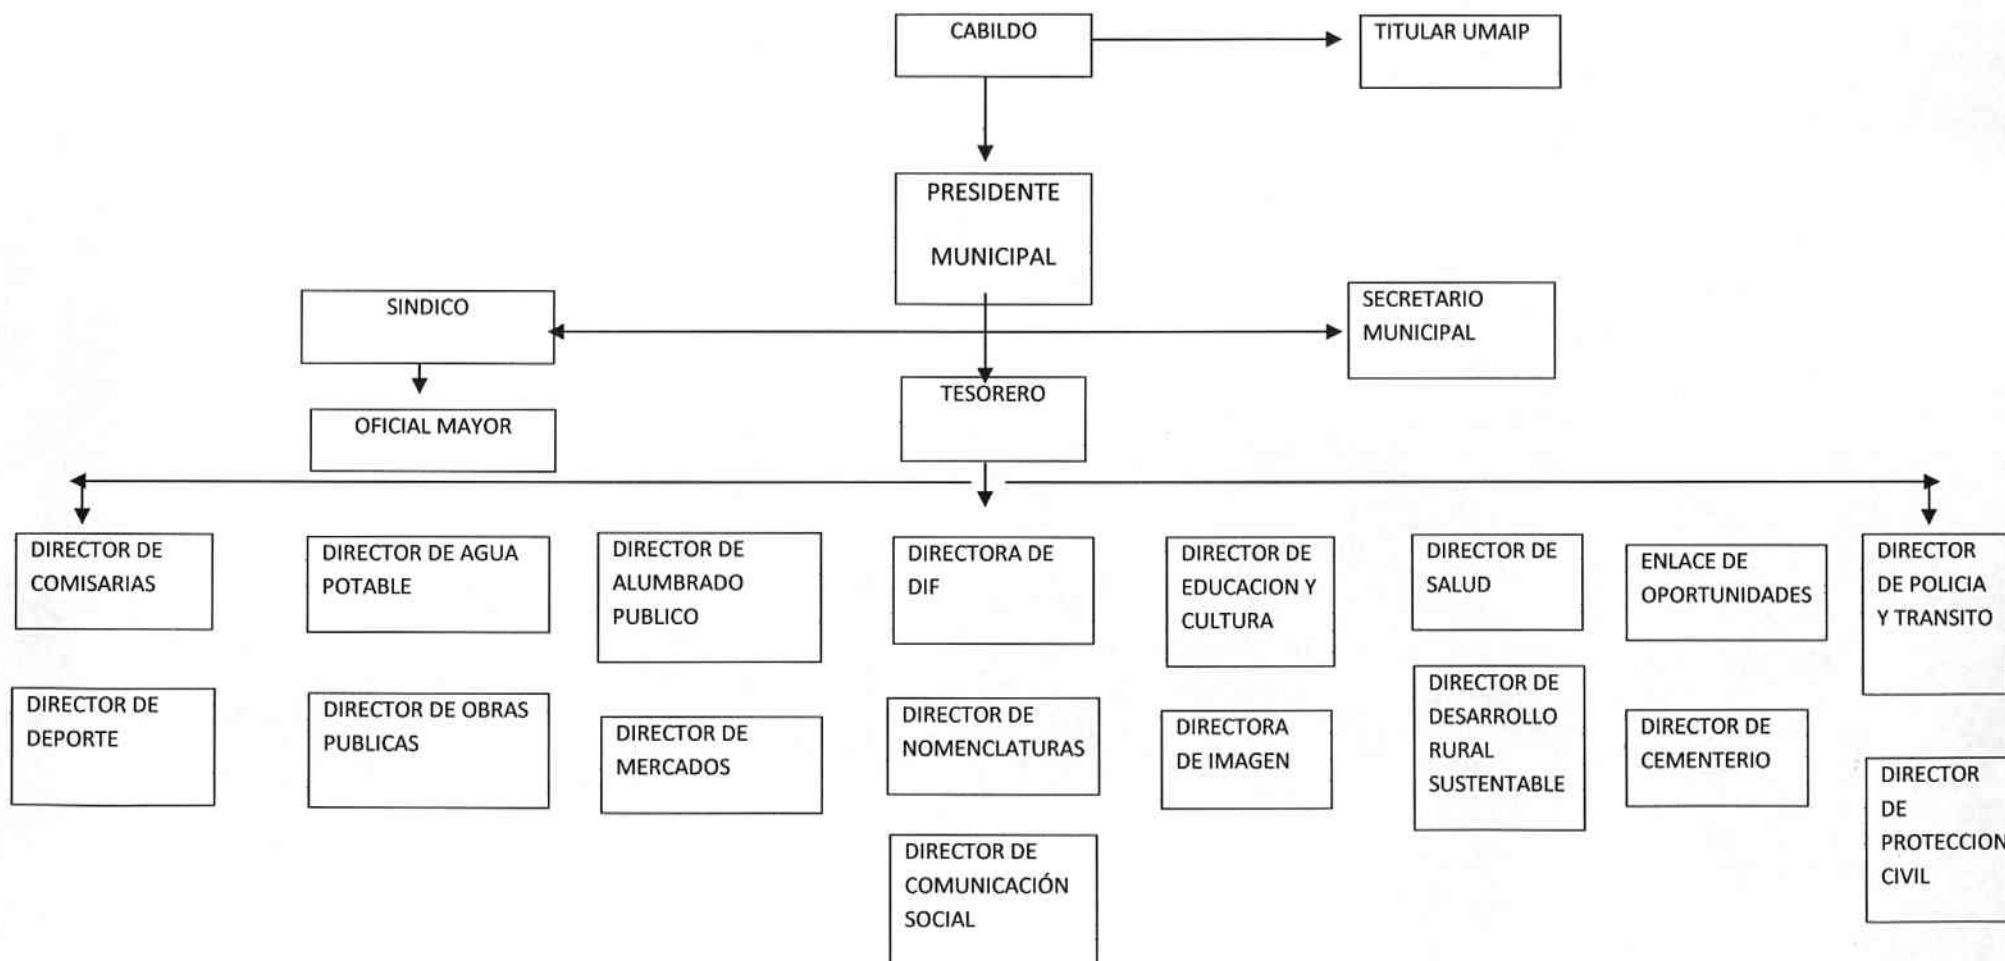 CABILDO
TITULAR UMAIP
PRESIDENTE
MUNICIPAL
SINDICO
SECRETARIO
MUNICIPAL
TESORERO
OFICIAL MAYOR
DIRECTOR DE
COMISARIAS
DIRECTOR DE AGUA
POTABLE
DIRECTOR DE
ALUMBRADO
PUBLICO
DIRECTORA DE
DIF
DIRECTOR DE
EDUCACION Y
CULTURA
DIRECTOR DE
SALUD
ENLACE DE
OPORTUNIDADES
DIRECTOR
DE POLICIA
Y TRANSITO
DIRECTOR DE
DEPORTE
DIRECTOR DE OBRAS
PUBLICAS
DIRECTOR DE
MERCADOS
DIRECTOR DE
NOMENCLATURAS
DIRECTORA
DE IMAGEN
DIRECTOR DE
DESARROLLO
RURAL
SUSTENTABLE
DIRECTOR DE
CEMENTERIO
DIRECTOR
DE
PROTECCION
CIVIL
DIRECTOR DE
COMUNICACIÓN
SOCIAL